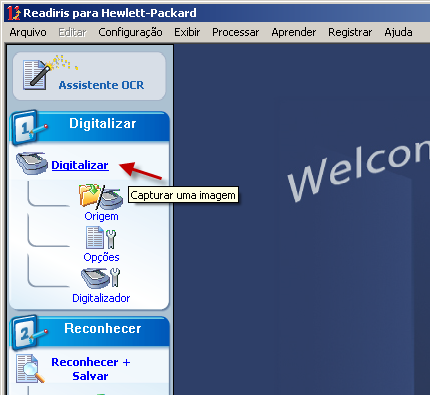 Readiris para Hewlett-Packard
Arquivo Editar Configuração Exibir Processar Aprender Registrar Ajuda
Assistente OCR
1 Digitalizar
Digitalizar
Capturar uma imagem
Origem
Opções
Digitalizador
2 Reconhecer
Reconhecer +
Salvar
Welcom